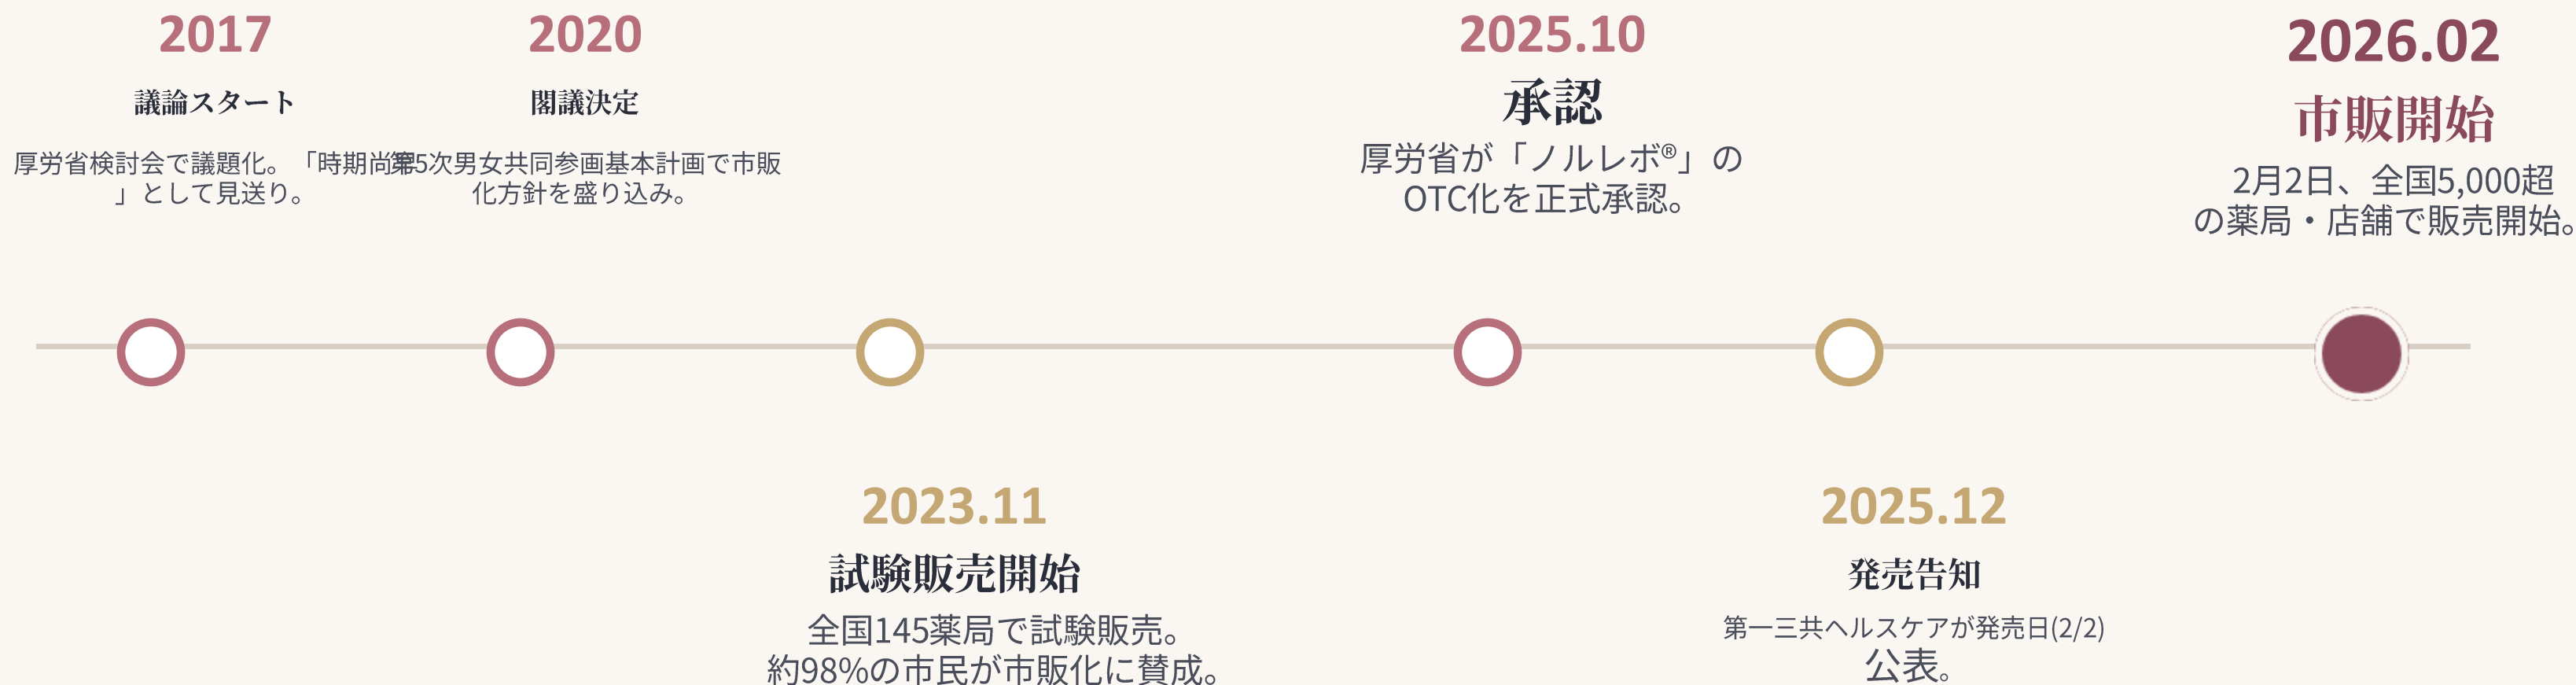 2017
議論スタート
厚労省検討会で議題化。「時期尚早
」として見送り。
2020
閣議決定
第5次男女共同参画基本計画で市販
化方針を盛り込み。
2023.11
試験販売開始
全国145薬局で試験販売。
約98%の市民が市販化に賛成。
2025.10
承認
厚労省が「ノルレボ®」の
OTC化を正式承認。
2025.12
発売告知
第一三共ヘルスケアが発売日(2/2)
公表。
2026.02
市販開始
2月2日、全国5,000超
の薬局・店舗で販売開始。